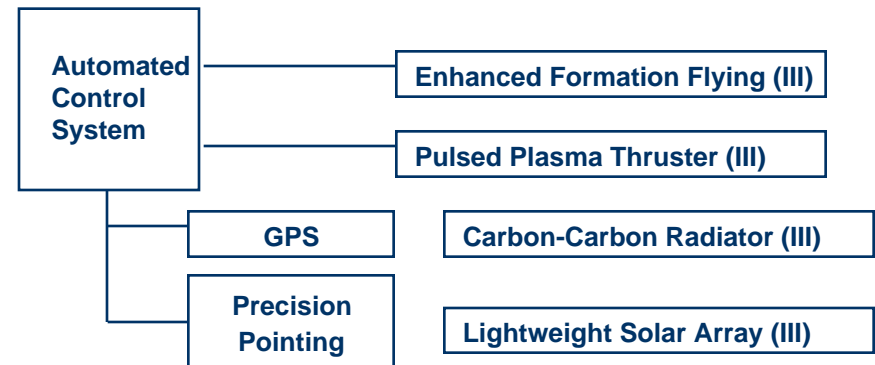 Automated
Control
System
Enhanced Formation Flying (III)
Pulsed Plasma Thruster (III)
GPS
Carbon-Carbon Radiator (III)
Precision
Pointing
Lightweight Solar Array (III)